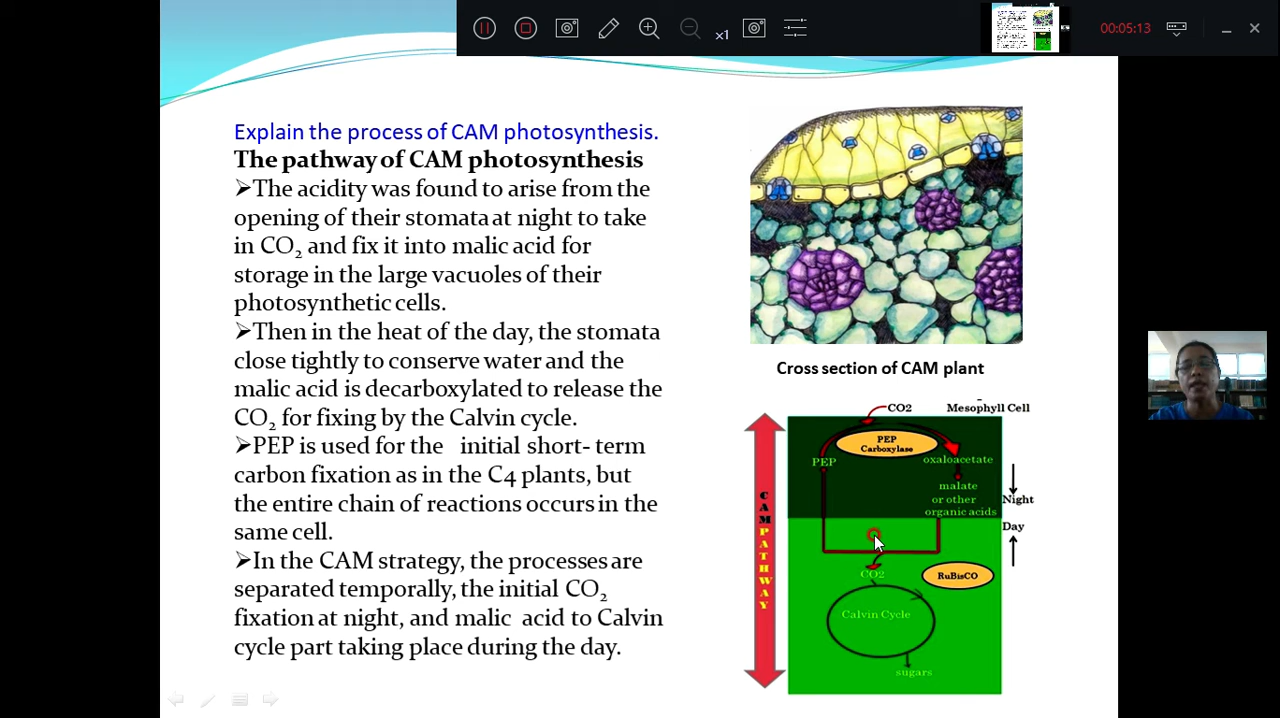 x1
00:05:13
Explain the process of CAM photosynthesis.
The pathway of CAM photosynthesis
➢The acidity was found to arise from the
opening of their stomata at night to take
in CO₂ and fix it into malic acid for
storage in the large vacuoles of their
photosynthetic cells.
➢Then in the heat of the day, the stomata
close tightly to conserve water and the
malic acid is decarboxylated to release the
CO₂ for fixing by the Calvin cycle.
➢PEP is used for the initial short- term
carbon fixation as in the C4 plants, but
the entire chain of reactions occurs in the
same cell.
➢In the CAM strategy, the processes are
separated temporally, the initial CO₂
fixation at night, and malic acid to Calvin
cycle part taking place during the day.
Cross section of CAM plant
CO2
Mesophyll Cell
PEP
Carboxylase
PEP
oxaloacetate
malate
or other
organic acids
Night
Day
CAM PATHWAY
CO2
RuBisCO
Calvin Cycle
sugars